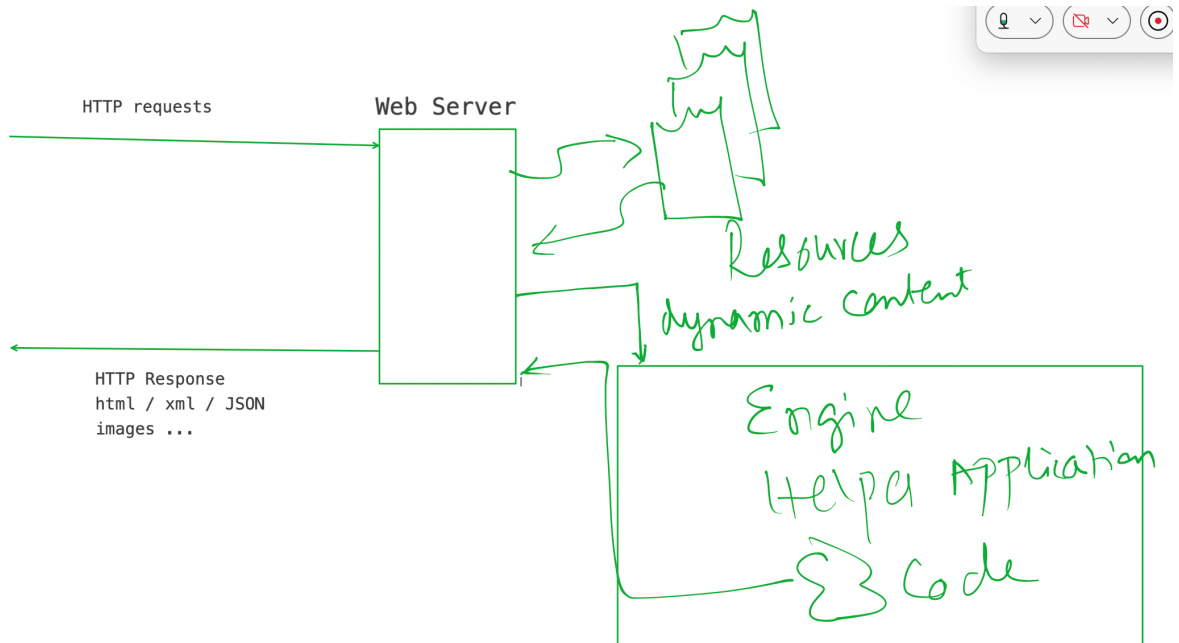 HTTP requests
Web Server
Resources
dynamic content
HTTP Response
html / xml / JSON
images ...
Engine
Helper Application
{} Code